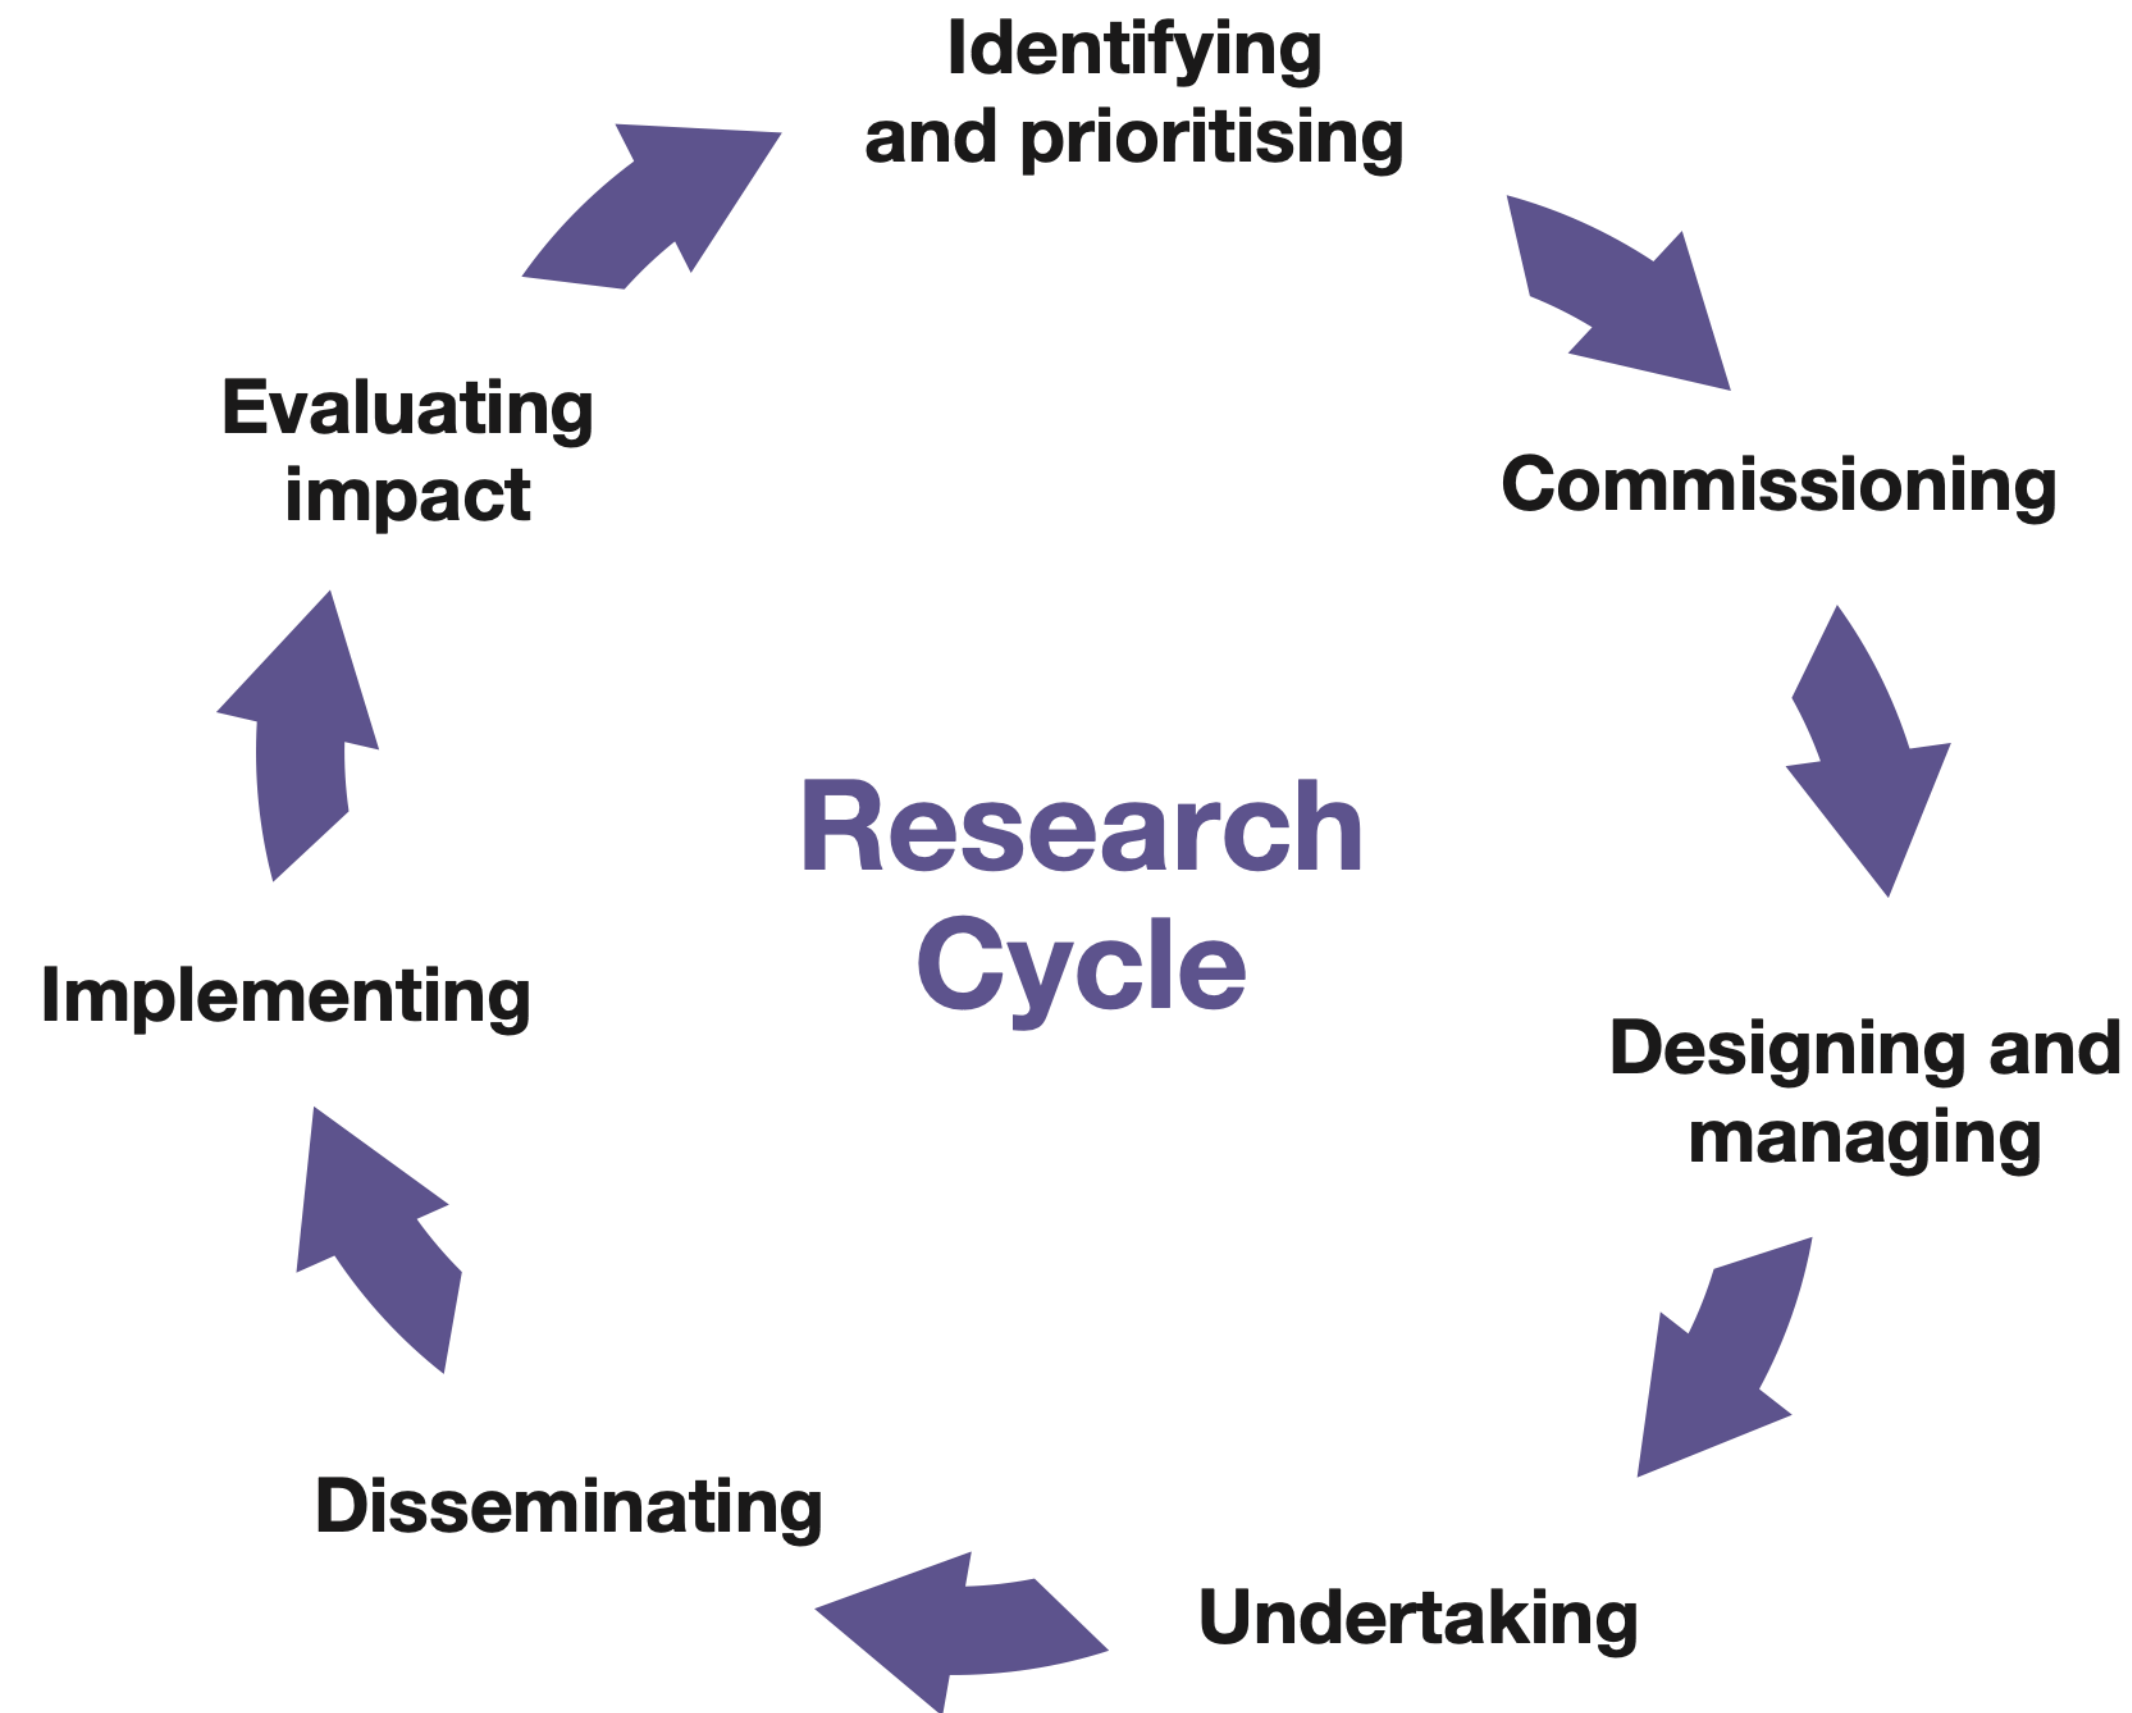 Identifying
and prioritising
Commissioning
Designing and
managing
Undertaking
Disseminating
Implementing
Evaluating
impact
Research
Cycle